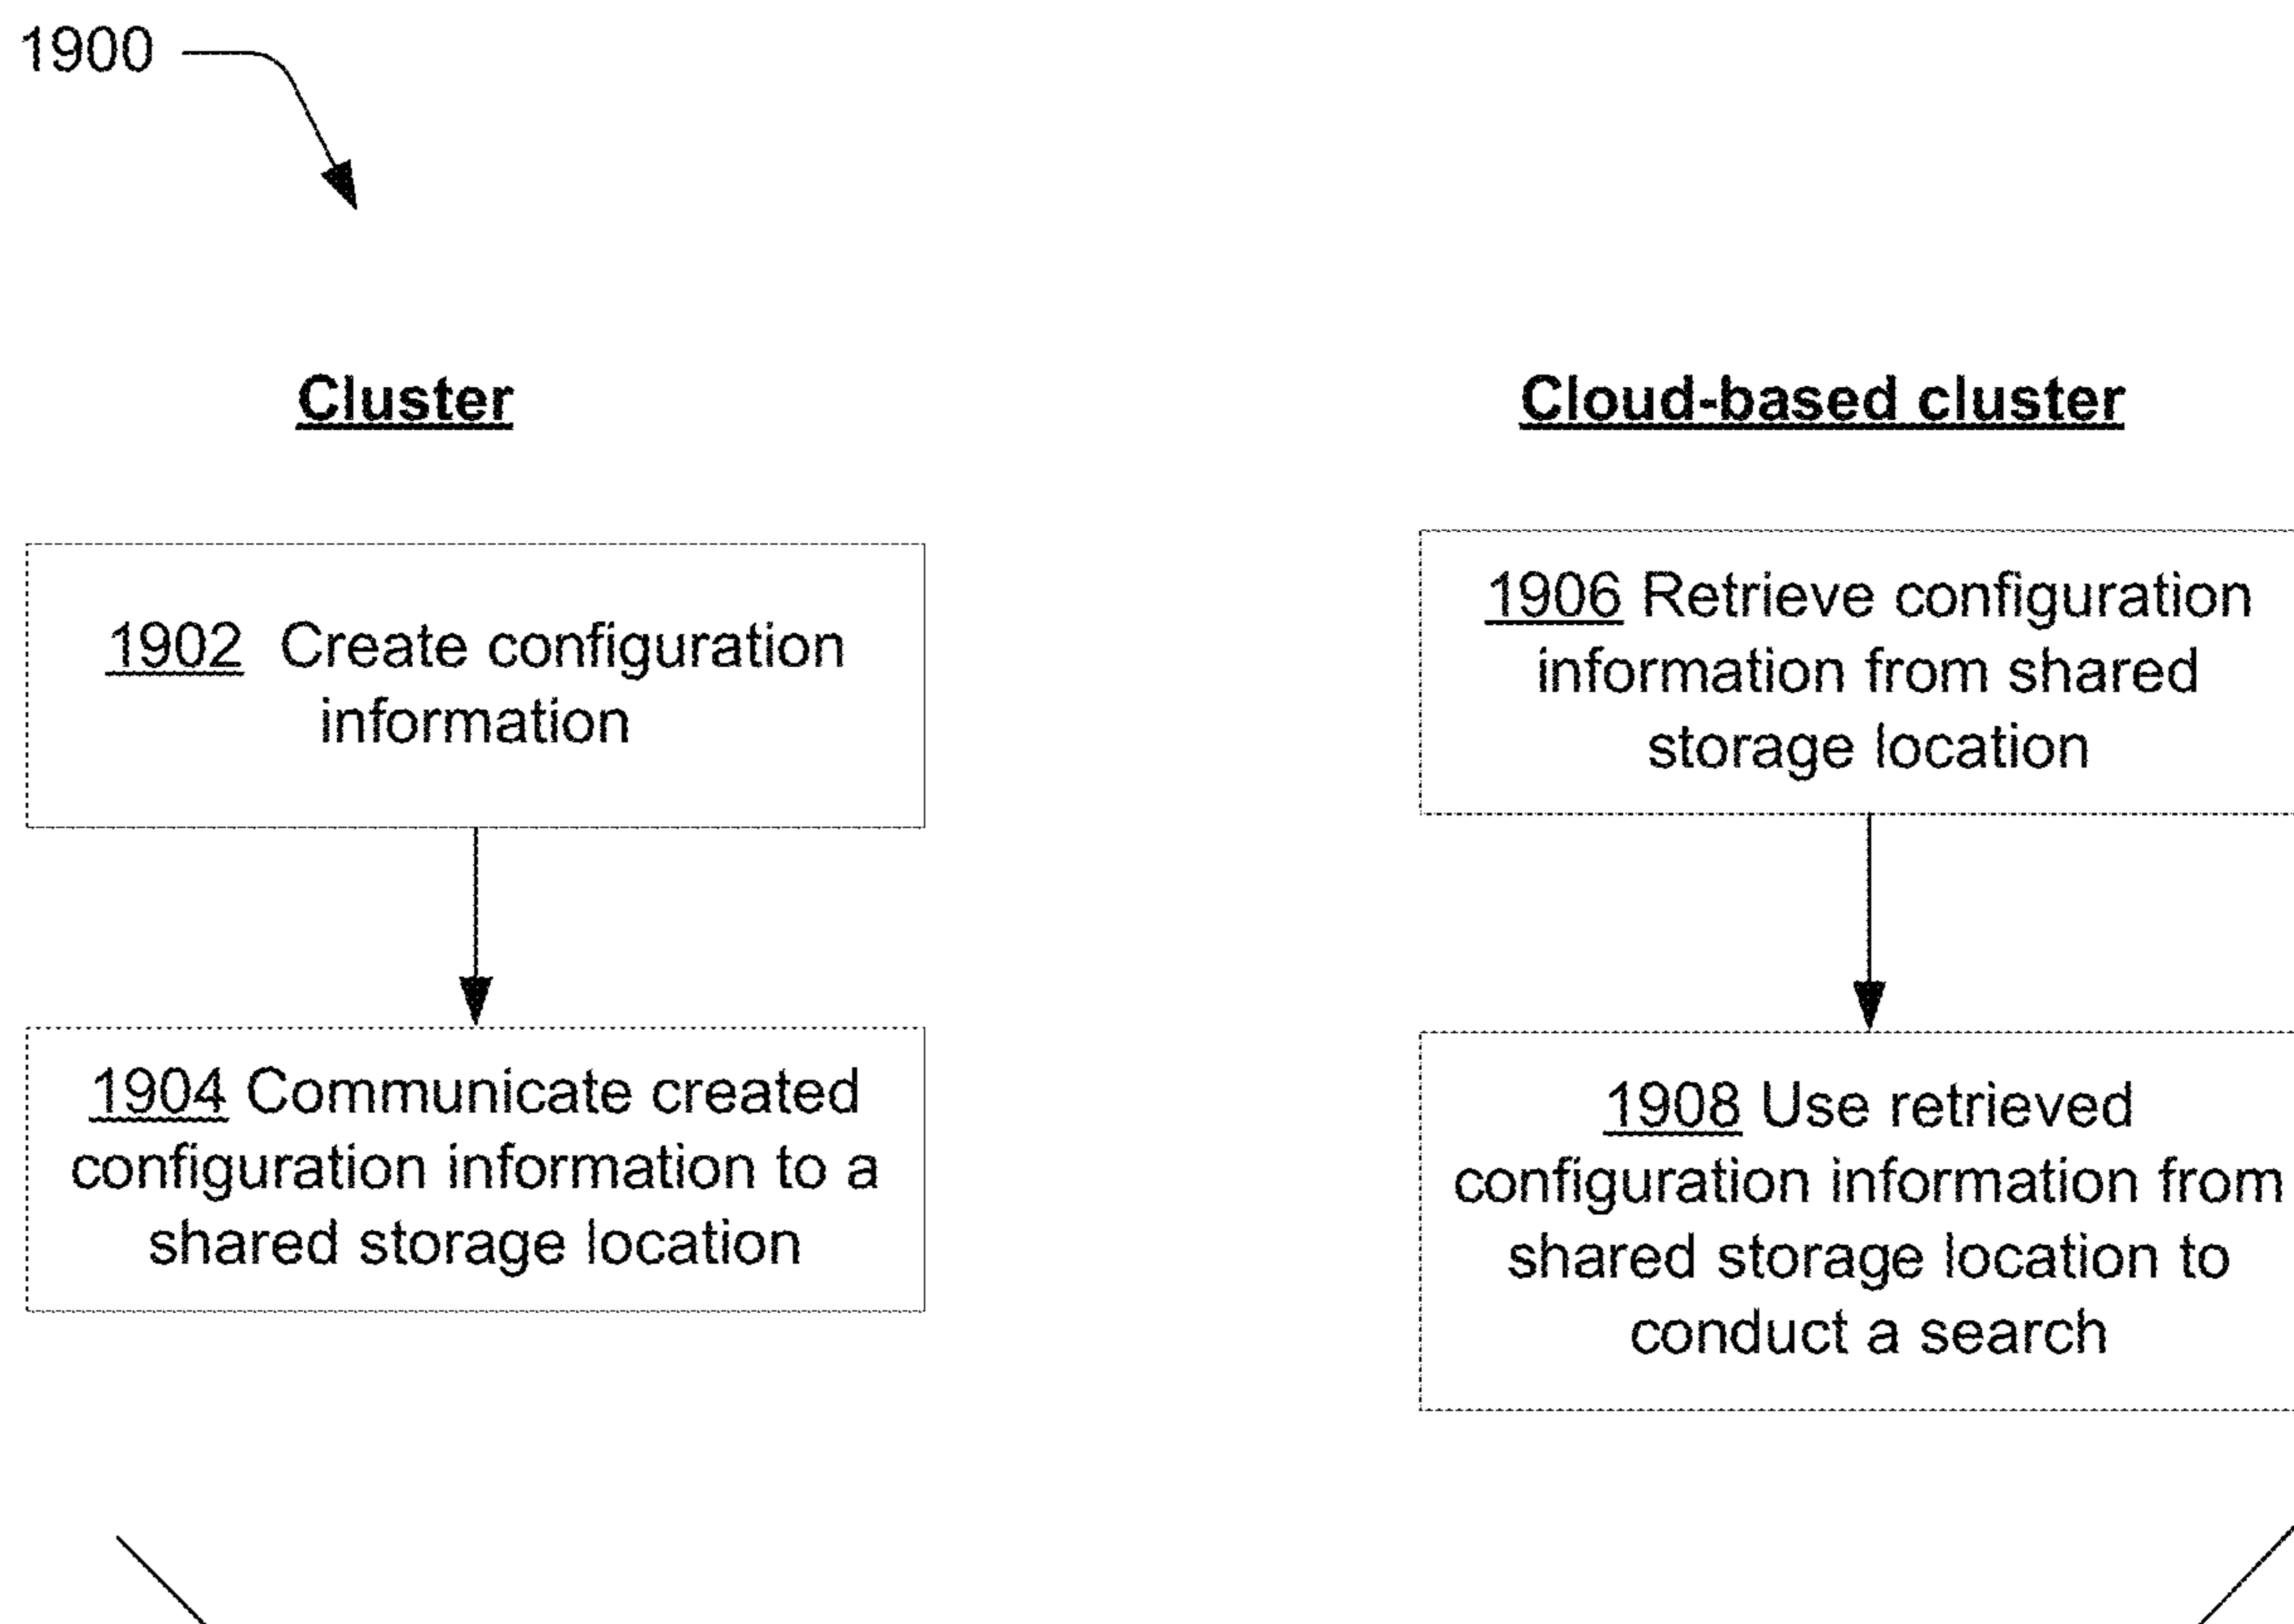 1900
Cluster
1902 Create configuration
information
1904 Communicate created
configuration information to a
shared storage location
Cloud-based cluster
1906 Retrieve configuration
information from shared
storage location
1908 Use retrieved
configuration information from
shared storage location to
conduct a search